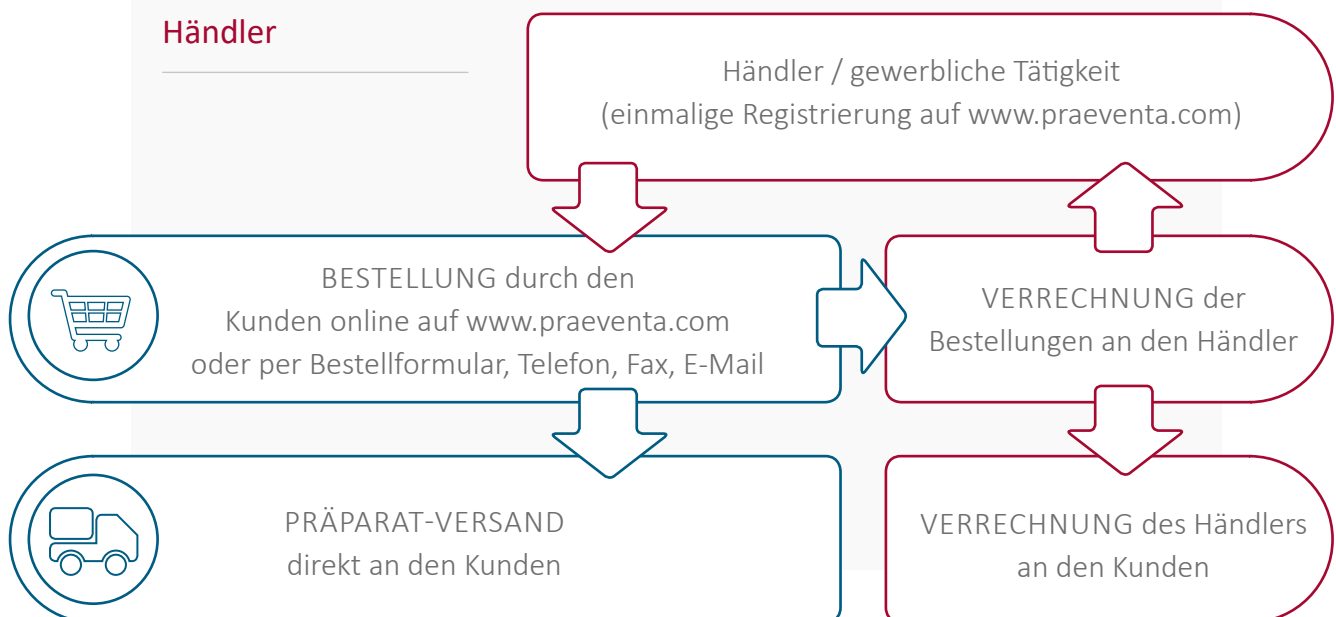 Händler
Händler / gewerbliche Tätigkeit
(einmalige Registrierung auf www.praeventa.com)
BESTELLUNG durch den
Kunden online auf www.praeventa.com
oder per Bestellformular, Telefon, Fax, E-Mail
VERRECHNUNG der
Bestellungen an den Händler
PRÄPARAT-VERSAND
direkt an den Kunden
VERRECHNUNG des Händlers
an den Kunden